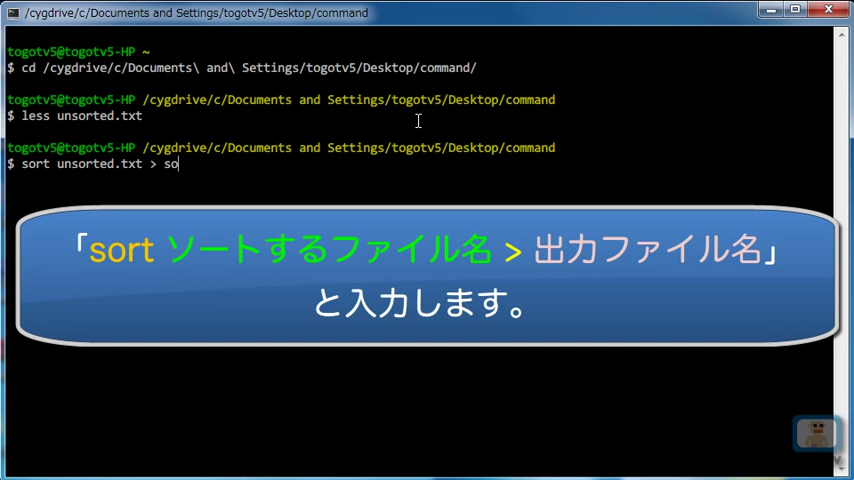 /cygdrive/c/Documents and Settings/togotv5/Desktop/command
togotv5@togotv5-HP ~
$ cd /cygdrive/c/Documents\ and\ Settings/togotv5/Desktop/command/
togotv5@togotv5-HP /cygdrive/c/Documents and Settings/togotv5/Desktop/command
$ less unsorted.txt
togotv5@togotv5-HP /cygdrive/c/Documents and Settings/togotv5/Desktop/command
$ sort unsorted.txt > so
「sort ソートするファイル名 > 出力ファイル名」
と入力します。